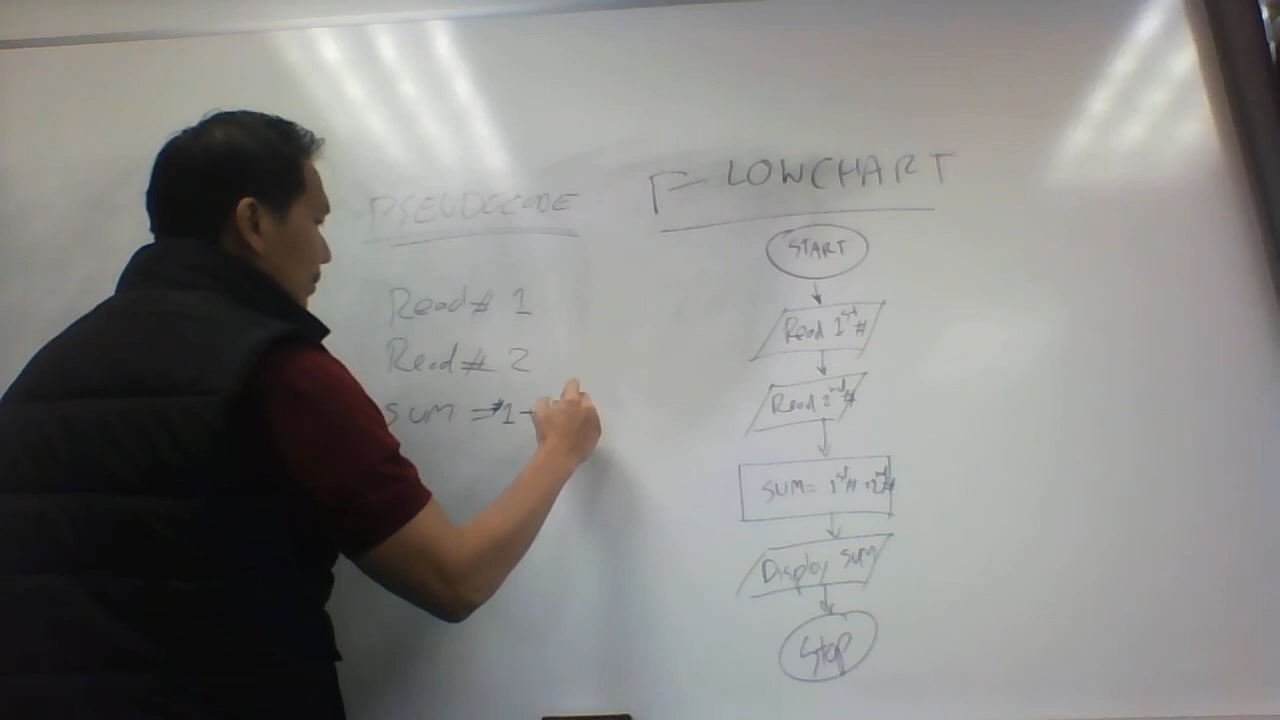 PSEUDOCODE
Read # 1
Read # 2
SUM = #1 +
FLOWCHART
START
Read 1st #
Read 2nd #
SUM = 1st # + 2nd #
Display SUM
Stop